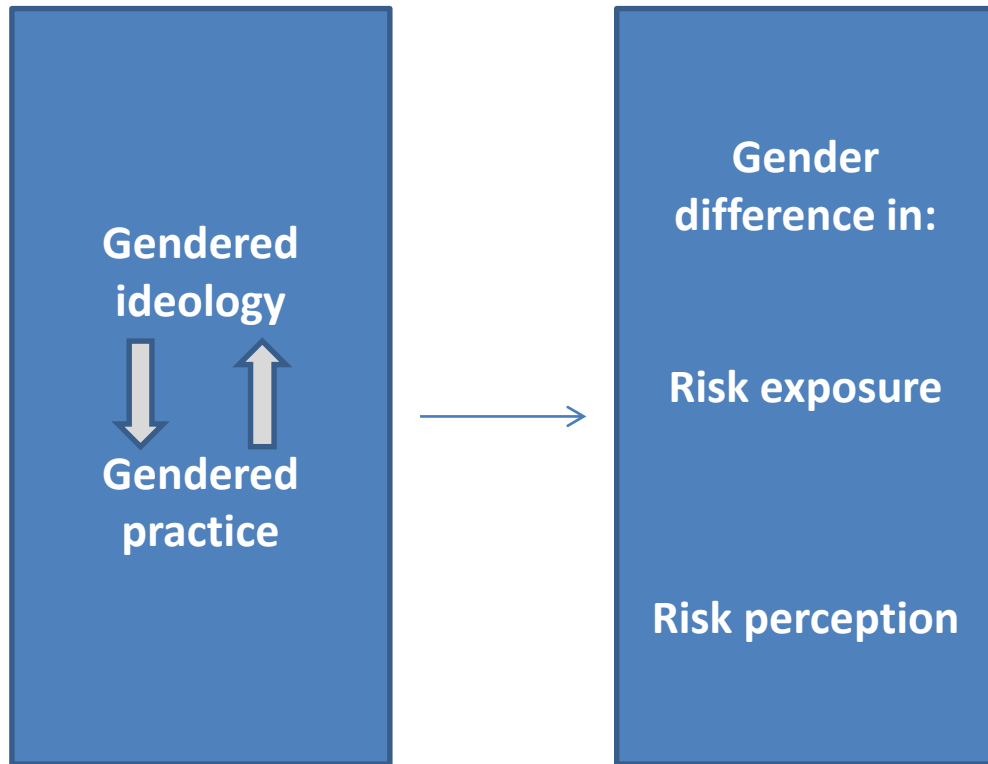 Gendered
ideology
Gendered
practice
Gender
difference in:
Risk exposure
Risk perception